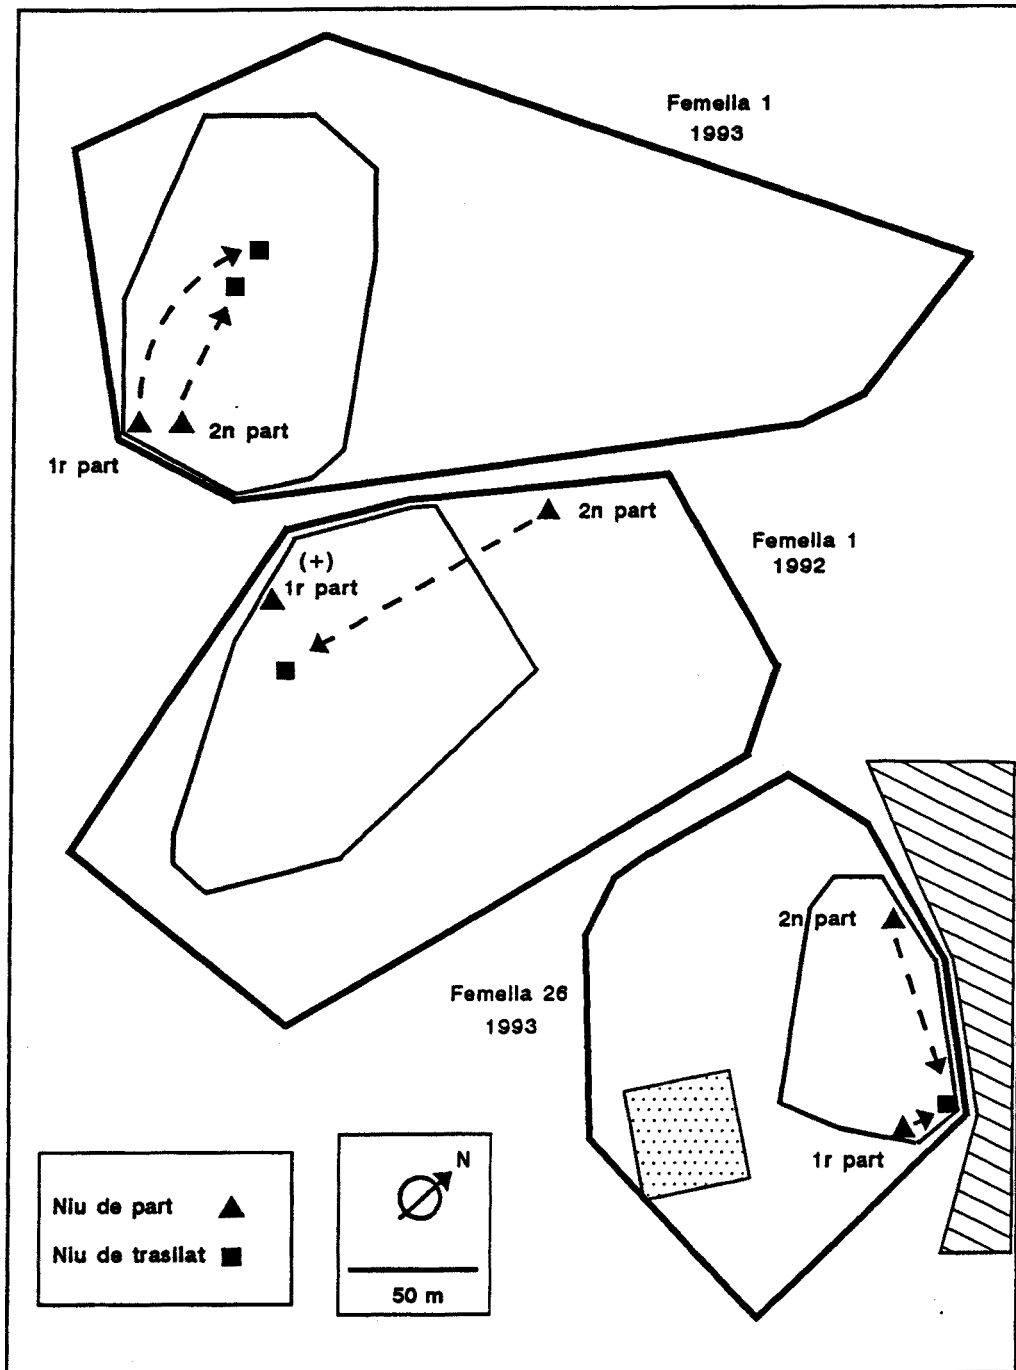 Femella 1
1993
2n part
1r part
2n part
(+)
1r part
Femella 1
1992
2n part
Femella 26
1993
1r part
N
Niu de part
Niu de trasllat
50 m